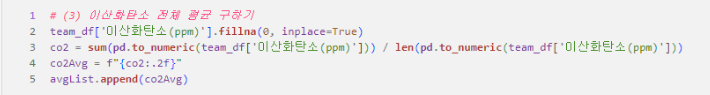 1 # (3) 이산화탄소 전체 평균 구하기
2 team_df['이산화탄소(ppm)'].fillna(0, inplace=True)
3 co2 = sum(pd.to_numeric(team_df['이산화탄소(ppm)'])) / len(pd.to_numeric(team_df['이산화탄소(ppm)']))
4 co2Avg = f"{co2:.2f}"
5 avgList.append(co2Avg)